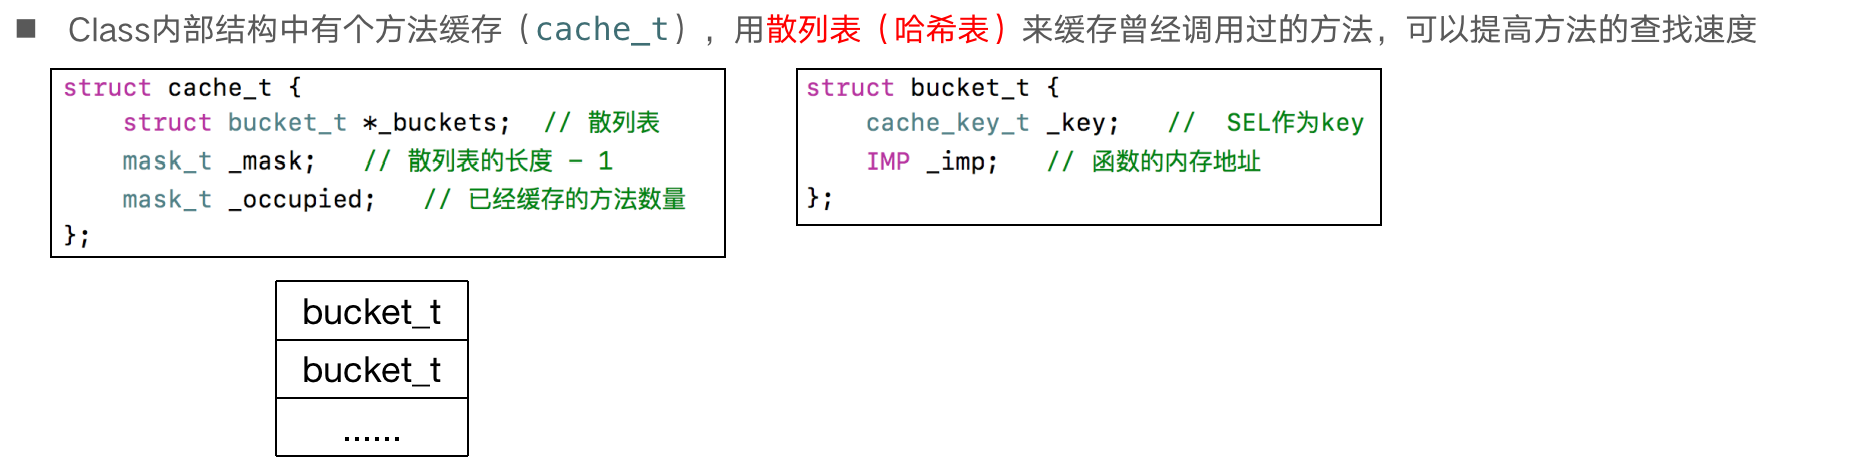 ■ Class内部结构中有个方法缓存（cache_t），用散列表（哈希表）来缓存曾经调用过的方法，可以提高方法的查找速度
struct cache_t {
struct bucket_t *_buckets; // 散列表
mask_t _mask; // 散列表的长度 - 1
mask_t _occupied; // 已经缓存的方法数量
};
struct bucket_t {
cache_key_t _key; // SEL作为key
IMP _imp; // 函数的内存地址
};
bucket_t
bucket_t
......